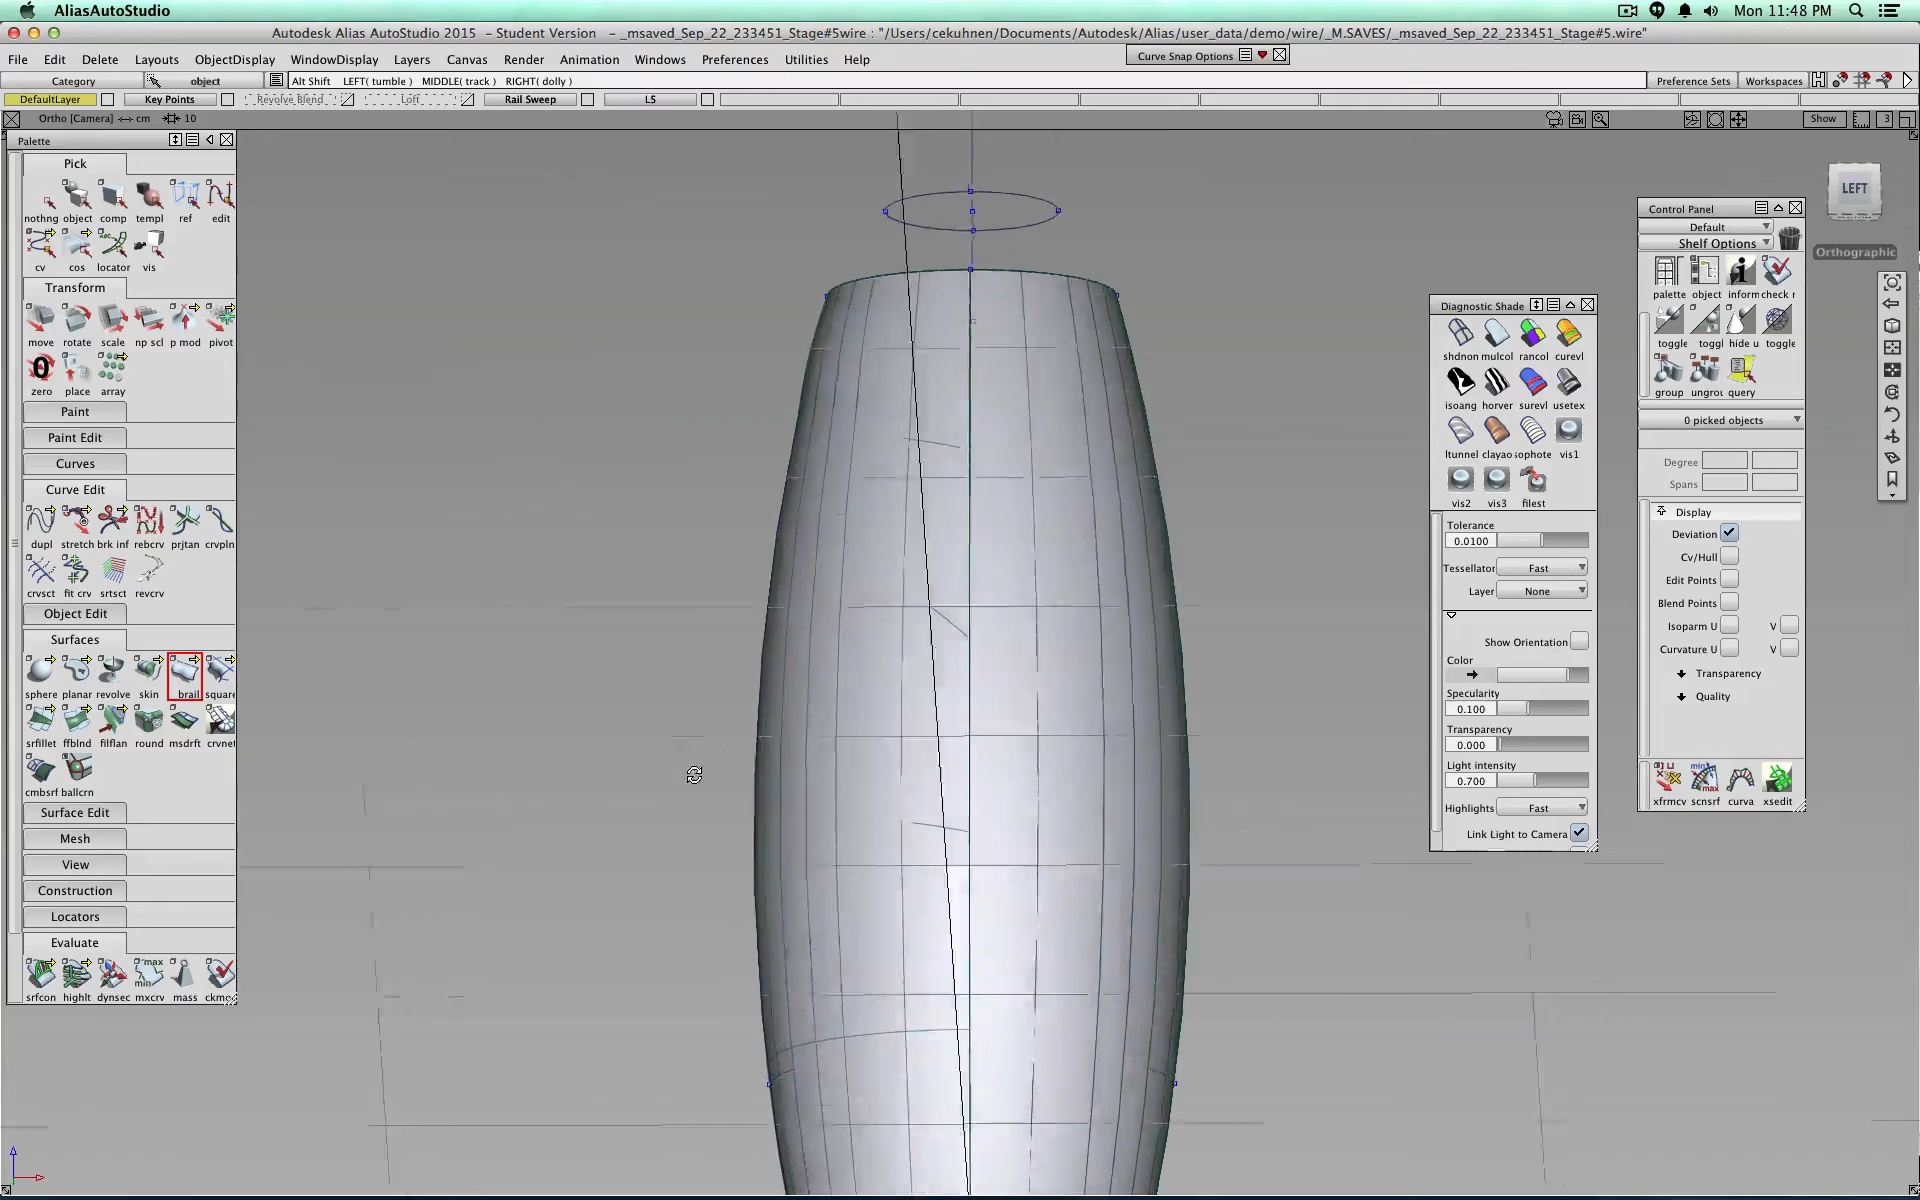 AliasAutoStudio
Mon 11:48 PM
Autodesk Alias AutoStudio 2015 - Student Version - _msaved_Sep_22_233451_Stage#5wire : "/Users/cekuhnen/Documents/Autodesk/Alias/user_data/demo/wire/_M.SAVES/_msaved_Sep_22_233451_Stage#5.wire"
File Edit Delete Layouts ObjectDisplay WindowDisplay Layers Canvas Render Animation Windows Preferences Utilities Help
Curve Snap Options
Category object Alt Shift LEFT( tumble ) MIDDLE( track ) RIGHT( dolly ) Preference Sets Workspaces
DefaultLayer Key Points Revolve Blend Loft Rail Sweep L5
Ortho [Camera] cm 10 Show 3
Palette
Pick
nothng object comp templ ref edit
cv cos locator vis
Transform
move rotate scale np scl p mod pivot
zero place array
Paint
Paint Edit
Curves
Curve Edit
dupl stretch brk inf rebcrv prjtan crvpln
crvsct fit crv srtsct revcrv
Object Edit
Surfaces
sphere planar revolve skin brail square
srfillet ffblnd filflan round msdrft crvnet
cmbsrf ballcrn
Surface Edit
Mesh
View
Construction
Locators
Evaluate
srfcon highlt dynsec mxcrv mass ckmo
Diagnostic Shade
shdnon mulcol rancol curevl
isoang horver surevl usetex
ltunnel clayao sophote vis1
vis2 vis3 filest
Tolerance
0.0100
Tessellator Fast
Layer None
Show Orientation
Color
Specularity
0.100
Transparency
0.000
Light intensity
0.700
Highlights Fast
Link Light to Camera
LEFT
Orthographic
Control Panel
Default
Shelf Options
palette object inform check r
toggle toggl hide u toggle
group ungrou query
0 picked objects
Degree
Spans
Display
Deviation
Cv/Hull
Edit Points
Blend Points
Isoparm U V
Curvature U V
Transparency
Quality
xfrmcv scnsrf curva xsedit